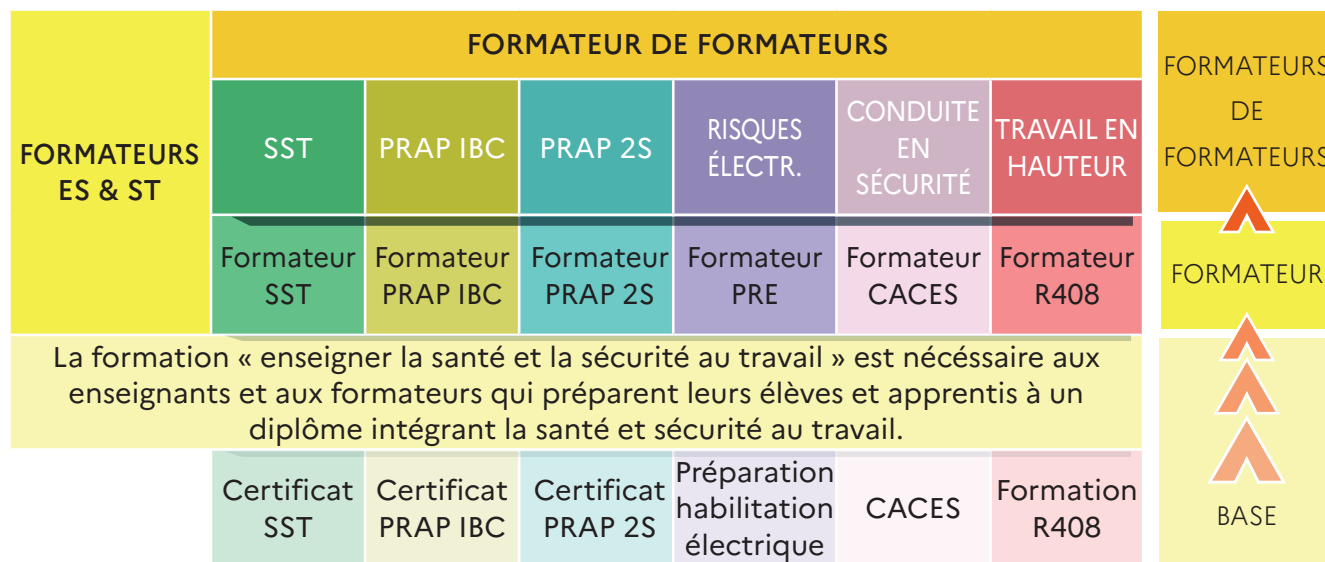 FORMATEUR DE FORMATEURS
FORMATEURS
ES & ST
SST
PRAP IBC
PRAP 2S
RISQUES
ÉLECTR.
CONDUITE
EN
SÉCURITÉ
TRAVAIL EN
HAUTEUR
Formateur
SST
Formateur
PRAP IBC
Formateur
PRAP 2S
Formateur
PRE
Formateur
CACES
Formateur
R408
La formation « enseigner la santé et la sécurité au travail » est nécéssaire aux
enseignants et aux formateurs qui préparent leurs élèves et apprentis à un
diplôme intégrant la santé et sécurité au travail.
Certificat
SST
Certificat
PRAP IBC
Certificat
PRAP 2S
Préparation
habilitation
électrique
CACES
Formation
R408
FORMATEURS
DE
FORMATEURS
FORMATEUR
BASE